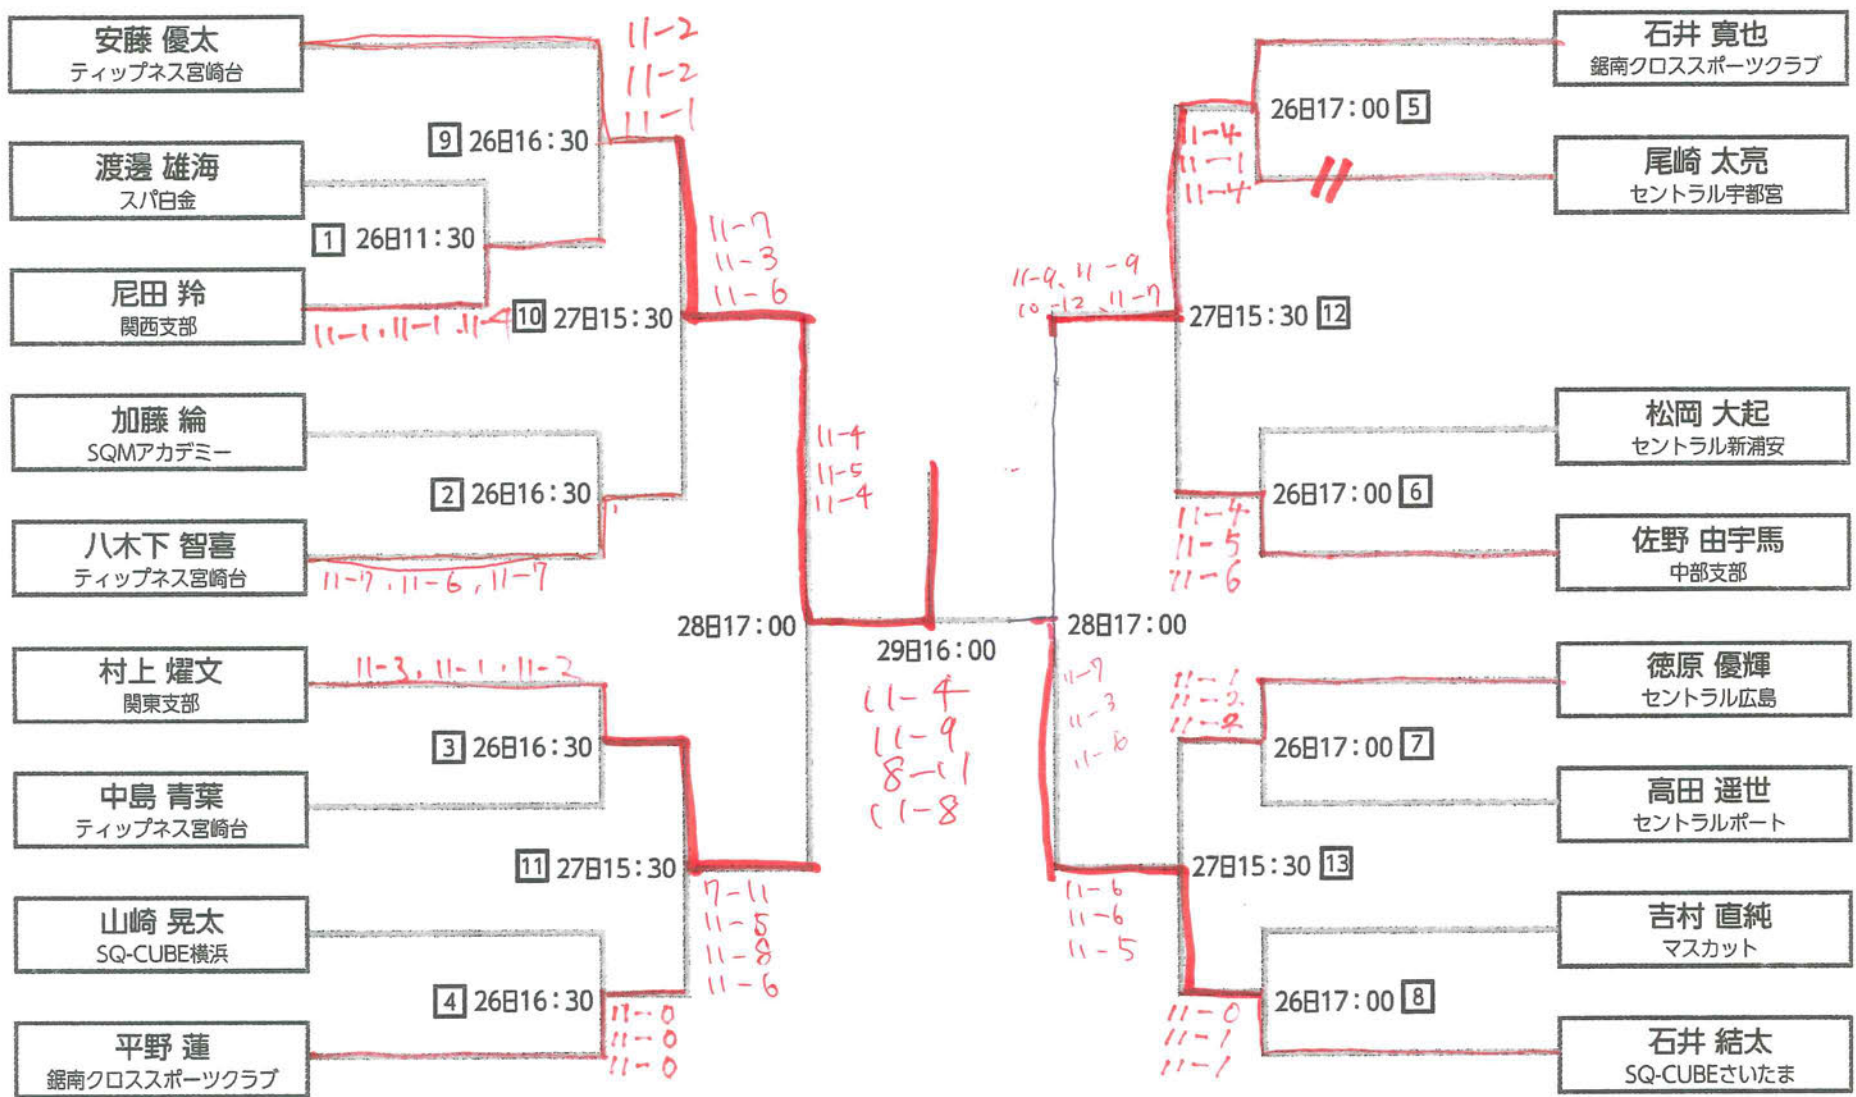 安藤 優太
ティップネス宮崎台
11-2
11-2
11-1
9 26日16:30
渡邊 雄海
スパ白金
1 26日11:30
尼田 羚
関西支部
11-1, 11-1, 11-4
10 27日15:30
11-7
11-3
11-6
加藤 綸
SQMアカデミー
2 26日16:30
八木下 智喜
ティップネス宮崎台
11-7, 11-6, 11-7
28日17:00
11-4
11-5
11-4
村上 燿文
関東支部
11-3, 11-1, 11-2
3 26日16:30
中島 青葉
ティップネス宮崎台
11 27日15:30
7-11
11-5
11-8
11-6
山崎 晃太
SQ-CUBE横浜
4 26日16:30
11-0
11-0
11-0
平野 蓮
鋸南クロススポーツクラブ
29日16:00
11-4
11-9
8-11
11-8
石井 寛也
鋸南クロススポーツクラブ
26日17:00 5
11-4
11-1
11-4
尾崎 太亮
セントラル宇都宮
11-9, 11-9
10-12, 11-7
27日15:30 12
松岡 大起
セントラル新浦安
26日17:00 6
11-4
11-5
11-6
佐野 由宇馬
中部支部
28日17:00
11-7
11-3
徳原 優輝
セントラル広島
11-1
11-2
26日17:00 7
高田 遥世
セントラルポート
27日15:30 13
11-6
11-6
11-5
吉村 直純
マスカット
26日17:00 8
11-0
11-1
11-1
石井 結太
SQ-CUBEさいたま